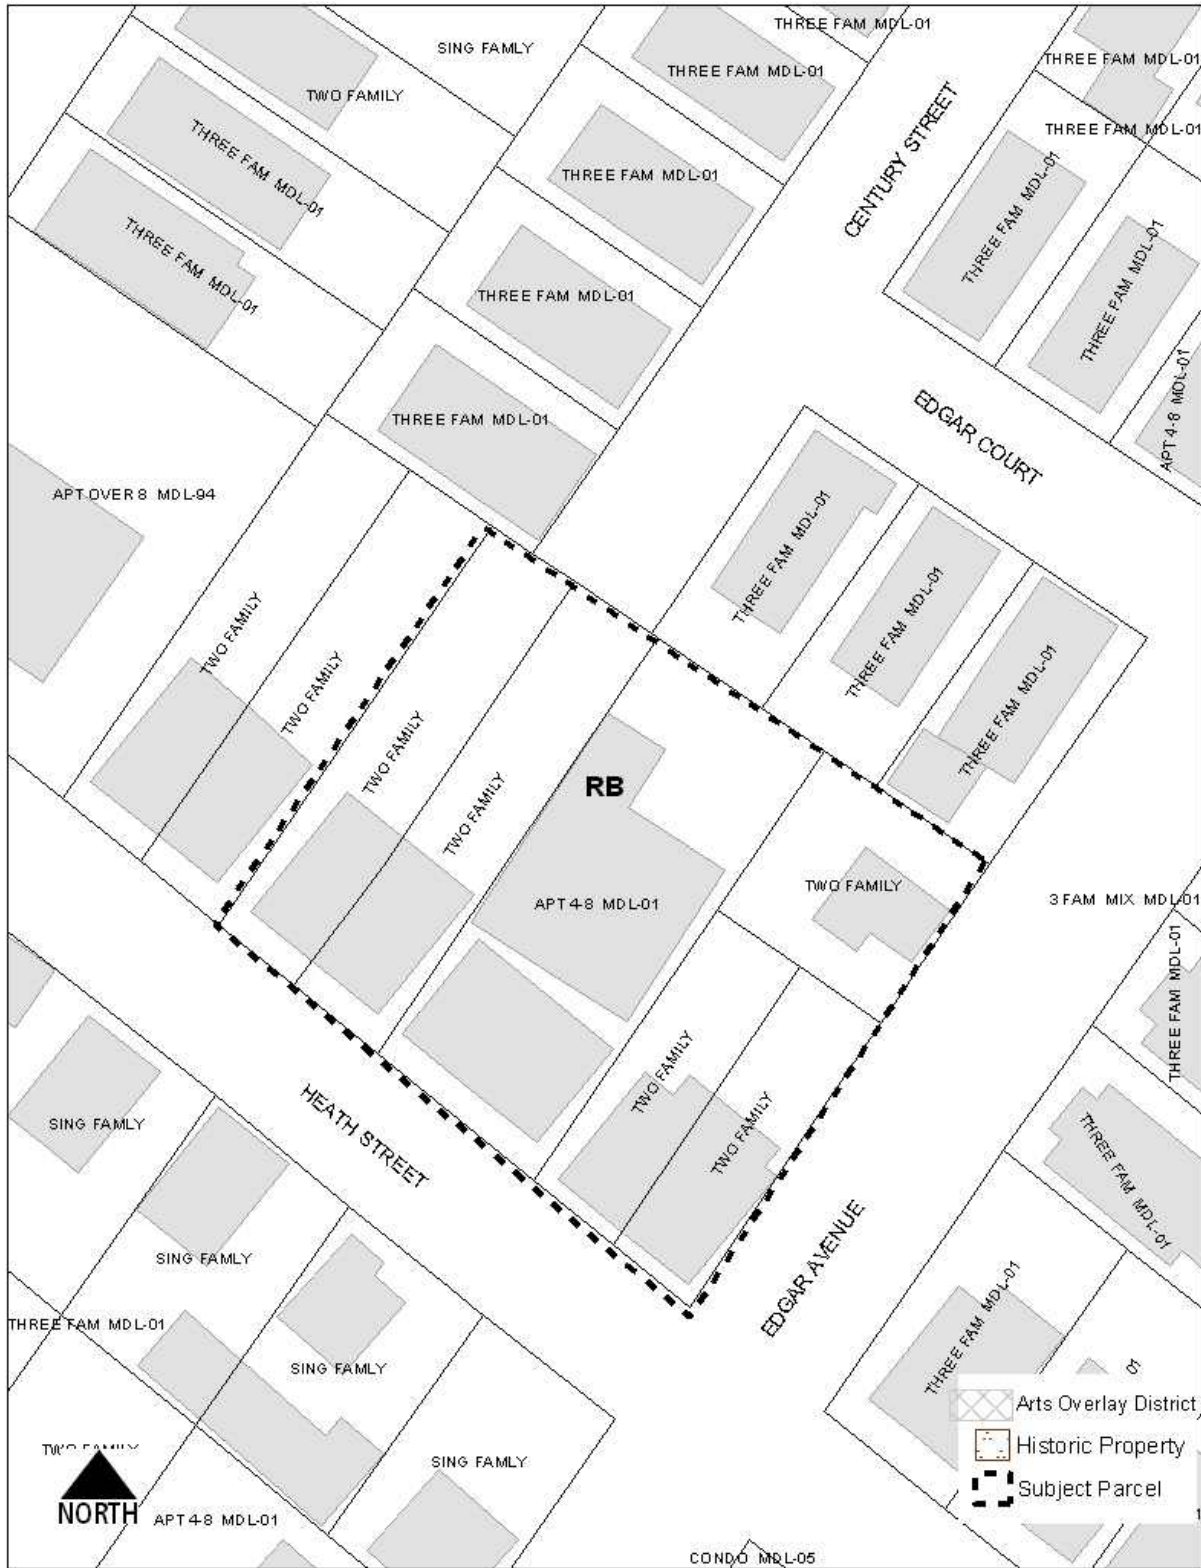 THREE FAM MDL-01
SING FAMLY
THREE FAM MDL-01
THREE FAM MDL-01
TWO FAMILY
CENTURY STREET
THREE FAM MDL-01
THREE FAM MDL-01
THREE FAM MDL-01
THREE FAM MDL-01
THREE FAM MDL-01
THREE FAM MDL-01
THREE FAM MDL-01
THREE FAM MDL-01
THREE FAM MDL-01
APT 4-8 MDL-01
EDGAR COURT
APT OVER 8 MDL-94
THREE FAM MDL-01
THREE FAM MDL-01
THREE FAM MDL-01
TWO FAMILY
TWO FAMILY
TWO FAMILY
TWO FAMILY
RB
APT 4-8 MDL-01
TWO FAMILY
3 FAM MIX MDL-01
THREE FAM MDL-01
TWO FAMILY
TWO FAMILY
SING FAMLY
HEATH STREET
THREE FAM MDL-01
SING FAMLY
EDGAR AVENUE
THREE FAM MDL-01
THREE FAM MDL-01
SING FAMLY
01
Arts Overlay District
Historic Property
Subject Parcel
TWO FAMILY
SING FAMLY
NORTH
APT 4-8 MDL-01
CONDO MDL-05